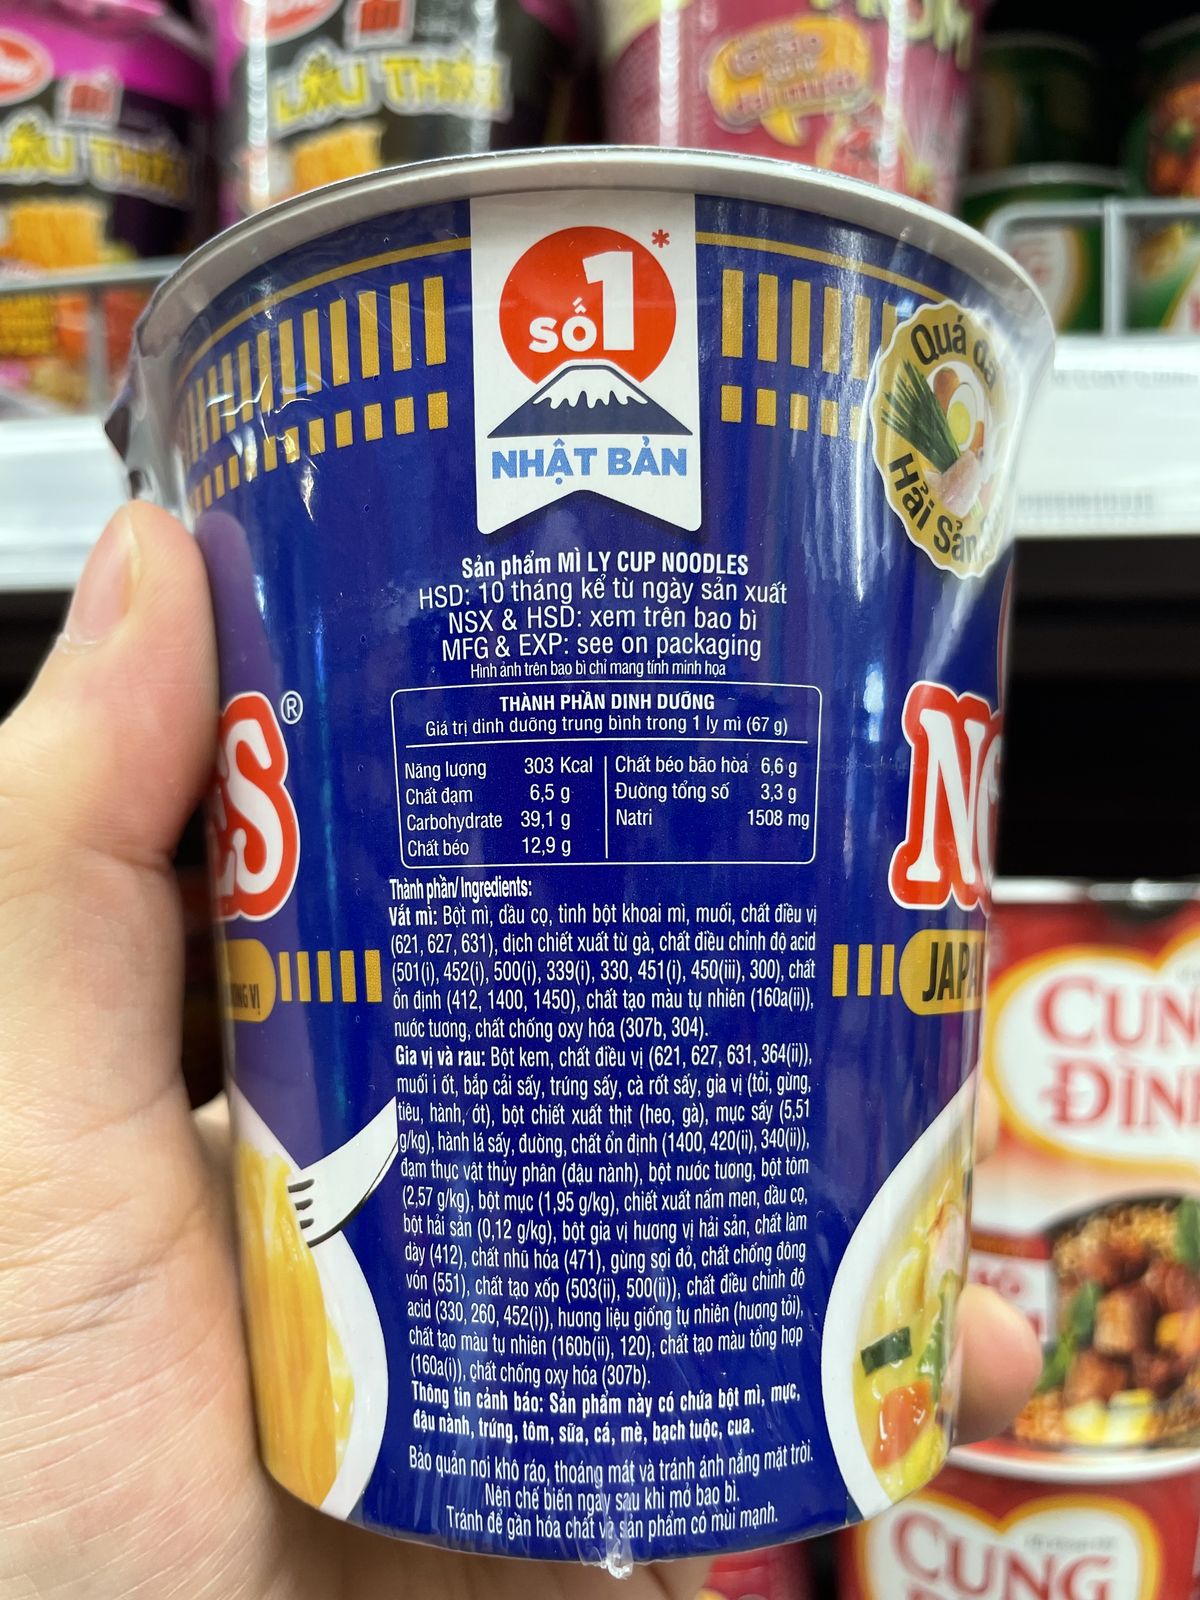 LẨU THÁI
LẨU THÁI
số 1*
NHẬT BẢN
Hải Sản
Sản phẩm MÌ LY CUP NOODLES
HSD: 10 tháng kể từ ngày sản xuất
NSX & HSD: xem trên bao bì
MFG & EXP: see on packaging
Hình ảnh trên bao bì chỉ mang tính minh họa
THÀNH PHẦN DINH DƯỠNG
Giá trị dinh dưỡng trung bình trong 1 ly mì (67 g)
Năng lượng 303 Kcal Chất béo bão hòa 6,6 g
Chất đạm 6,5 g Đường tổng số 3,3 g
Carbohydrate 39,1 g Natri 1508 mg
Chất béo 12,9 g
Thành phần/ Ingredients:
Vắt mì: Bột mì, dầu cọ, tinh bột khoai mì, muối, chất điều vị
(621, 627, 631), dịch chiết xuất từ gà, chất điều chỉnh độ acid
(501(i), 452(i), 500(i), 339(i), 330, 451(i), 450(iii), 300), chất
ổn định (412, 1400, 1450), chất tạo màu tự nhiên (160a(ii)),
nước tương, chất chống oxy hóa (307b, 304).
Gia vị và rau: Bột kem, chất điều vị (621, 627, 631, 364(ii)),
muối i ốt, bắp cải sấy, trứng sấy, cà rốt sấy, gia vị (tỏi, gừng,
tiêu, hành, ớt), bột chiết xuất thịt (heo, gà), mực sấy (5,51
g/kg), hành lá sấy, đường, chất ổn định (1400, 420(ii), 340(ii)),
đạm thực vật thủy phân (đậu nành), bột nước tương, bột tôm
(2,57 g/kg), bột mực (1,95 g/kg), chiết xuất nấm men, dầu cọ,
bột hải sản (0,12 g/kg), bột gia vị hương vị hải sản, chất làm
dày (412), chất nhũ hóa (471), gừng sợi đỏ, chất chống đông
vón (551), chất tạo xốp (503(ii), 500(ii)), chất điều chỉnh độ
acid (330, 260, 452(i)), hương liệu giống tự nhiên (hương tỏi),
chất tạo màu tự nhiên (160b(ii), 120), chất tạo màu tổng hợp
(160a(i)), chất chống oxy hóa (307b).
Thông tin cảnh báo: Sản phẩm này có chứa bột mì, mực,
đậu nành, trứng, tôm, sữa, cá, mè, bạch tuộc, cua.
Bảo quản nơi khô ráo, thoáng mát và tránh ánh nắng mặt trời.
Nên chế biến ngay sau khi mở bao bì.
Tránh để gần hóa chất và sản phẩm có mùi mạnh.
CUNG